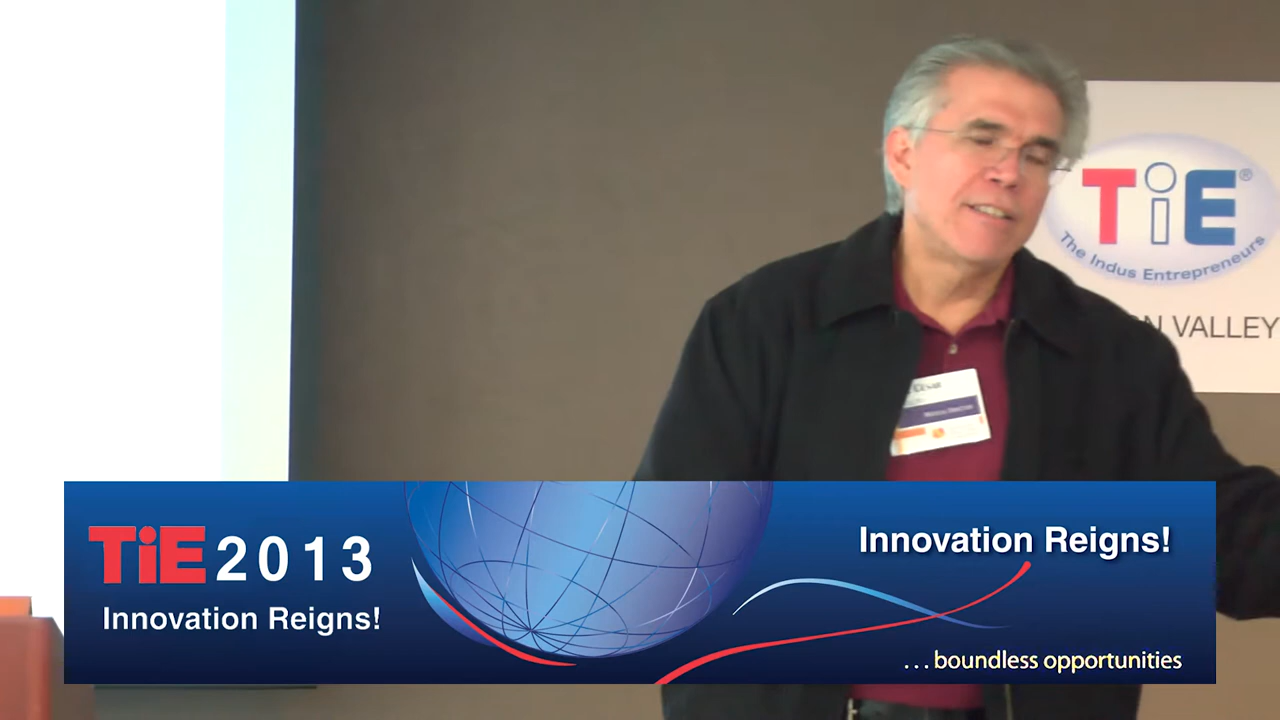 TiE®
The Indus Entrepreneurs
VALLEY
TiE 2013
Innovation Reigns!
Innovation Reigns!
...boundless opportunities